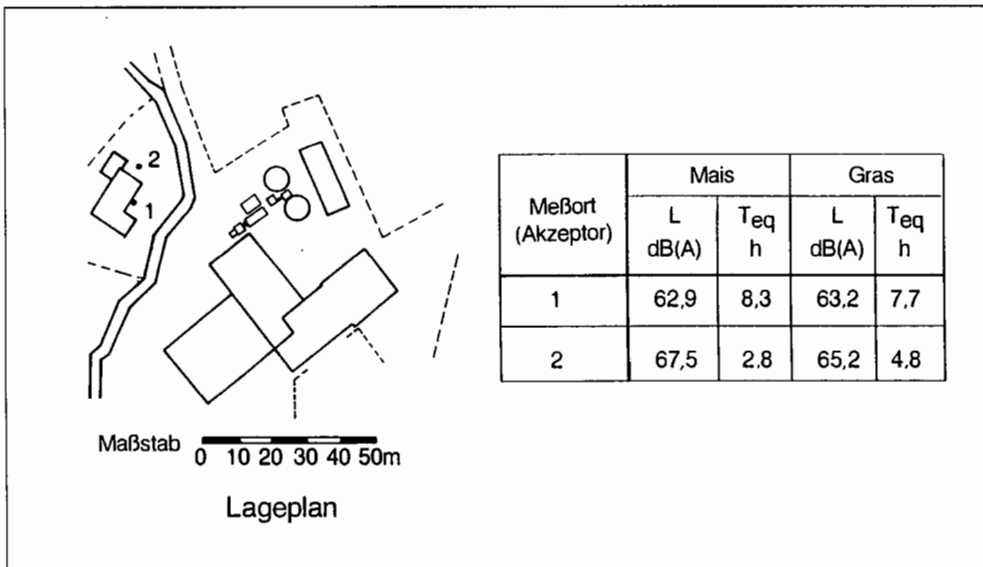 2
1
Maßstab 0 10 20 30 40 50m
Lageplan
Meßort (Akzeptor) Mais Gras
L dB(A) Teq h L dB(A) Teq h
1 62,9 8,3 63,2 7,7
2 67,5 2,8 65,2 4,8